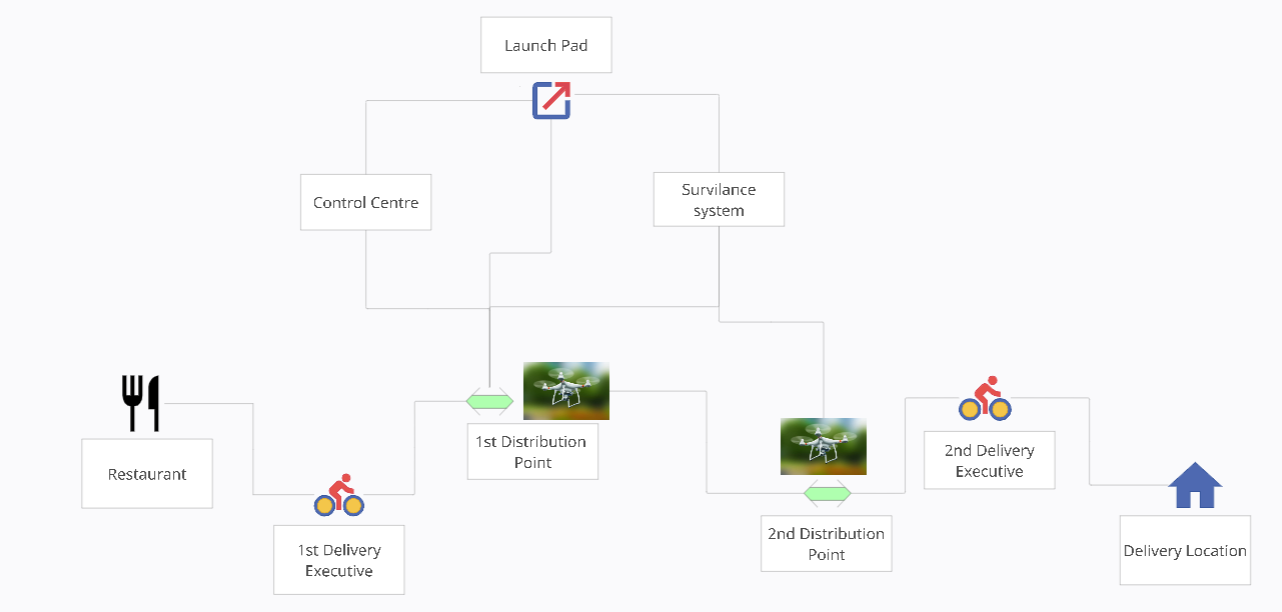 Launch Pad
Control Centre
Survilance
system
Restaurant
1st Delivery
Executive
1st Distribution
Point
2nd Distribution
Point
2nd Delivery
Executive
Delivery Location